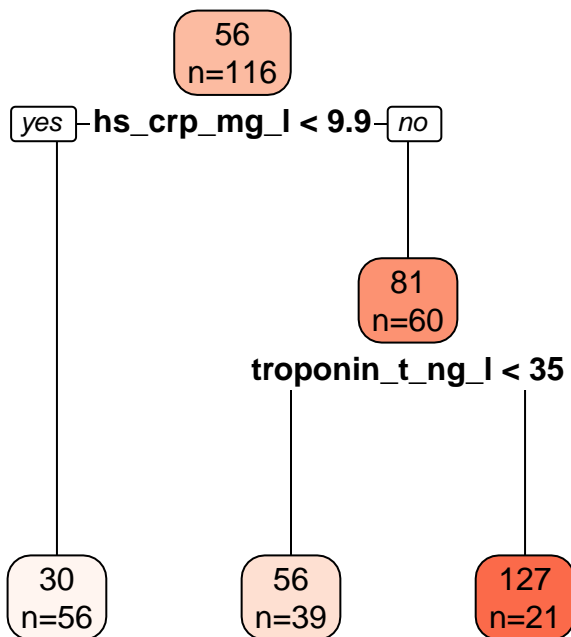 56
n=116
yes hs_crp_mg_l < 9.9 no
81
n=60
troponin_t_ng_l < 35
30
n=56
56
n=39
127
n=21